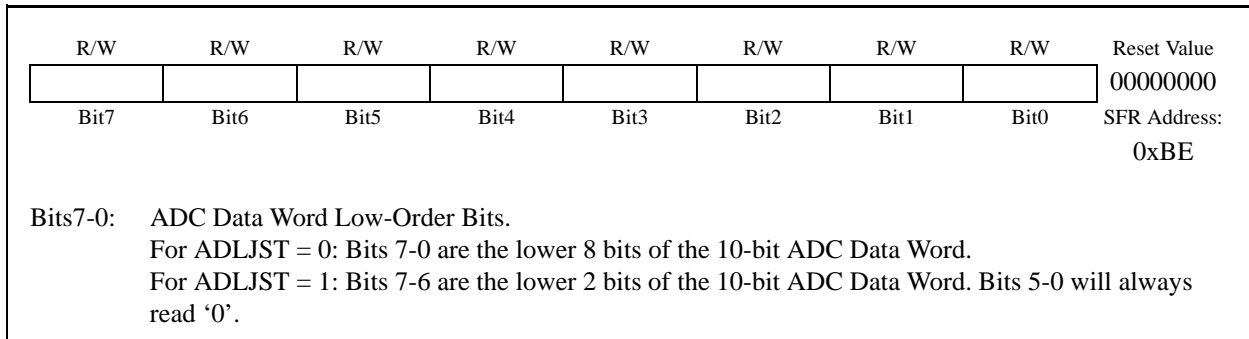 R/W R/W R/W R/W R/W R/W R/W R/W Reset Value
00000000
Bit7 Bit6 Bit5 Bit4 Bit3 Bit2 Bit1 Bit0 SFR Address:
0xBE
Bits7-0: ADC Data Word Low-Order Bits.
For ADLJST = 0: Bits 7-0 are the lower 8 bits of the 10-bit ADC Data Word.
For ADLJST = 1: Bits 7-6 are the lower 2 bits of the 10-bit ADC Data Word. Bits 5-0 will always
read ‘0’.